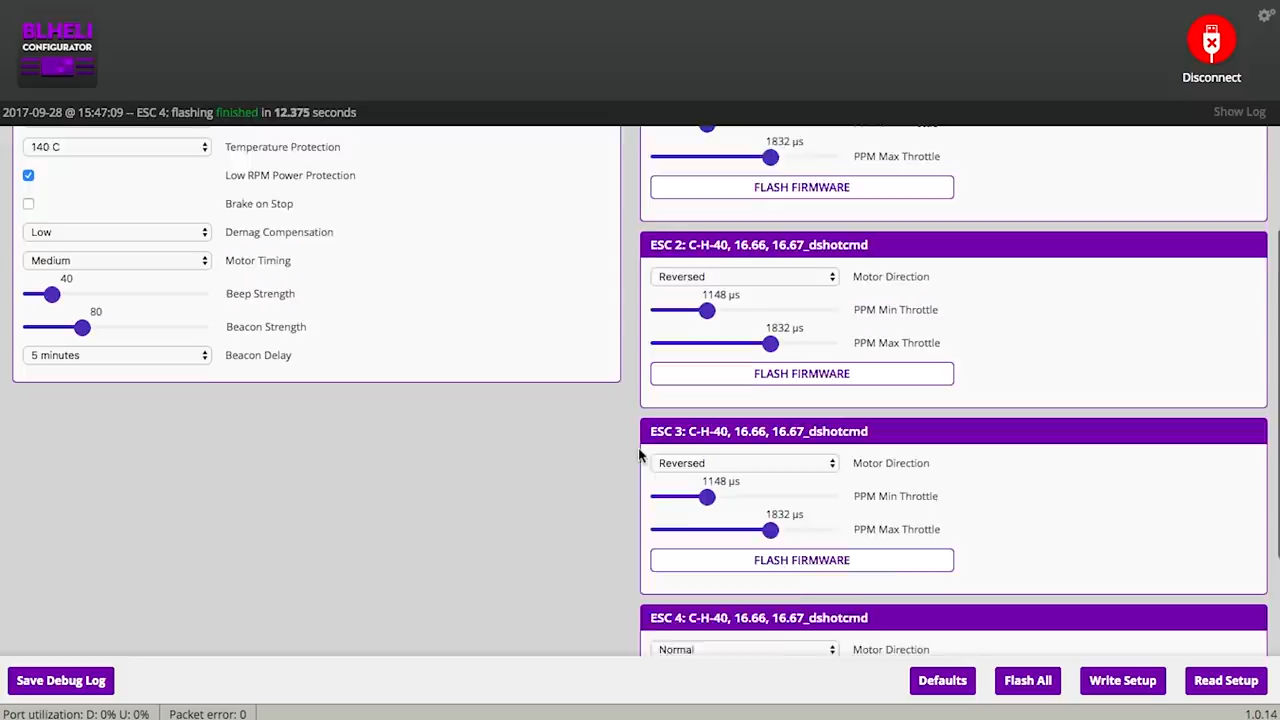 BLHELI
CONFIGURATOR
Disconnect
2017-09-28 @ 15:47:09 -- ESC 4: flashing finished in 12.375 seconds
Show Log
140 C Temperature Protection
Low RPM Power Protection
Brake on Stop
Low Demag Compensation
Medium Motor Timing
40
Beep Strength
80
Beacon Strength
5 minutes Beacon Delay
1832 µs
PPM Max Throttle
FLASH FIRMWARE
ESC 2: C-H-40, 16.66, 16.67_dshotcmd
Reversed Motor Direction
1148 µs
PPM Min Throttle
1832 µs
PPM Max Throttle
FLASH FIRMWARE
ESC 3: C-H-40, 16.66, 16.67_dshotcmd
Reversed Motor Direction
1148 µs
PPM Min Throttle
1832 µs
PPM Max Throttle
FLASH FIRMWARE
ESC 4: C-H-40, 16.66, 16.67_dshotcmd
Normal Motor Direction
Save Debug Log Defaults Flash All Write Setup Read Setup
Port utilization: D: 0% U: 0% Packet error: 0 1.0.14